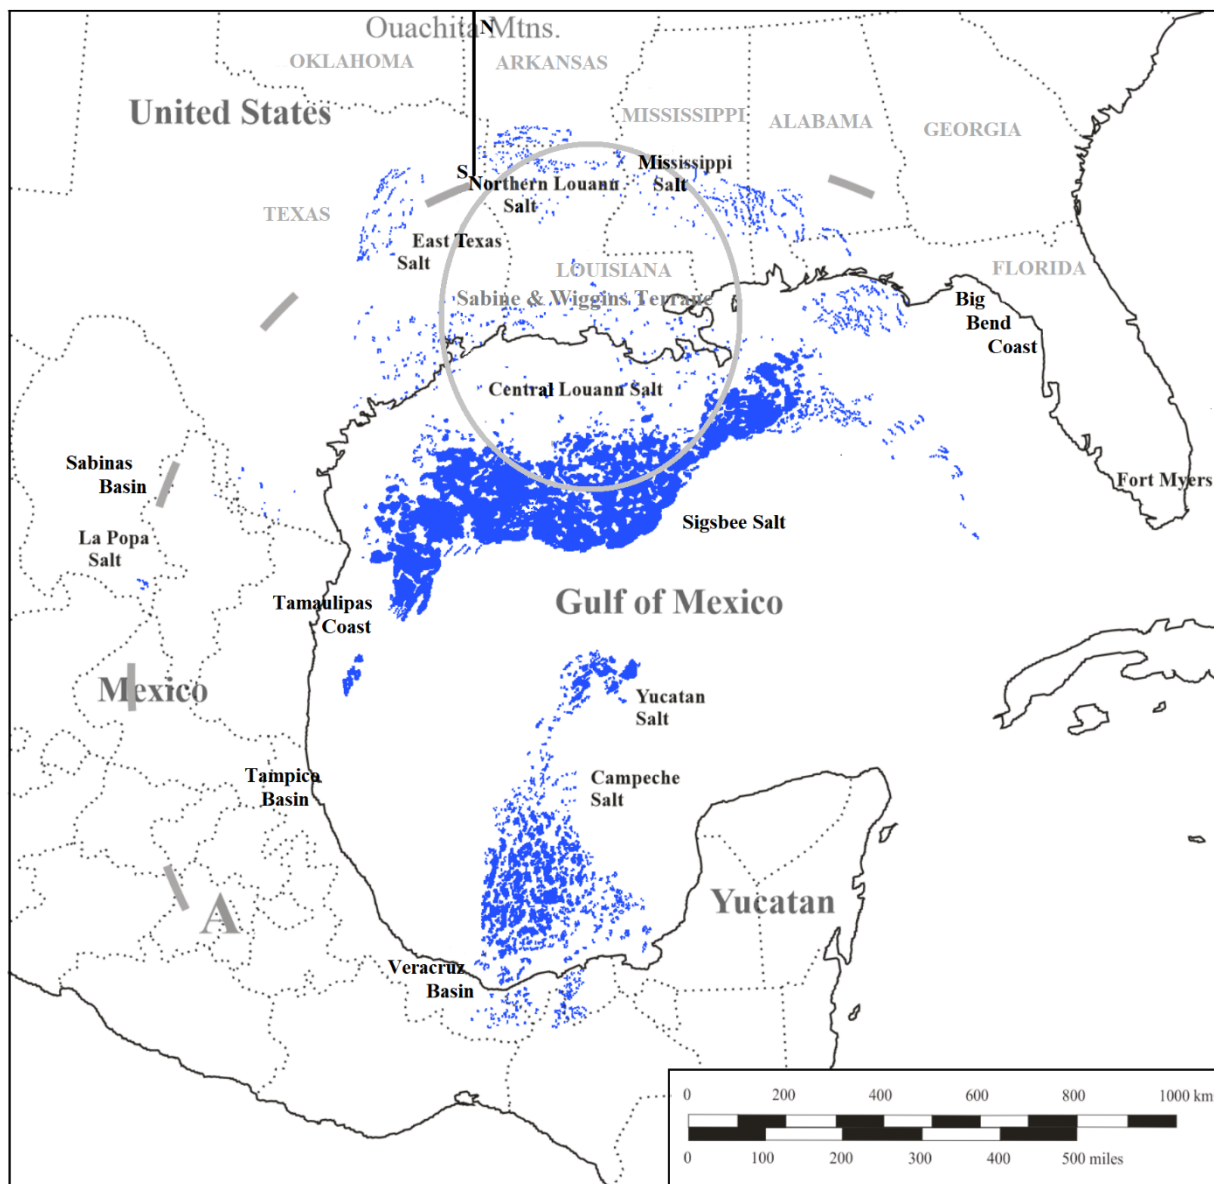 Ouachita Mtns.
N
OKLAHOMA
ARKANSAS
United States
MISSISSIPPI
ALABAMA
GEORGIA
S
Northern Louann
Salt
Mississippi
Salt
TEXAS
East Texas
Salt
LOUISIANA
FLORIDA
Sabine & Wiggins Terrane
Big
Bend
Coast
Central Louann Salt
Sabinas
Basin
Fort Myers
La Popa
Salt
Sigsbee Salt
Tamaulipas
Coast
Gulf of Mexico
Mexico
Yucatan
Salt
Tampico
Basin
Campeche
Salt
A
Yucatan
Veracruz
Basin
0 200 400 600 800 1000 km
0 100 200 300 400 500 miles